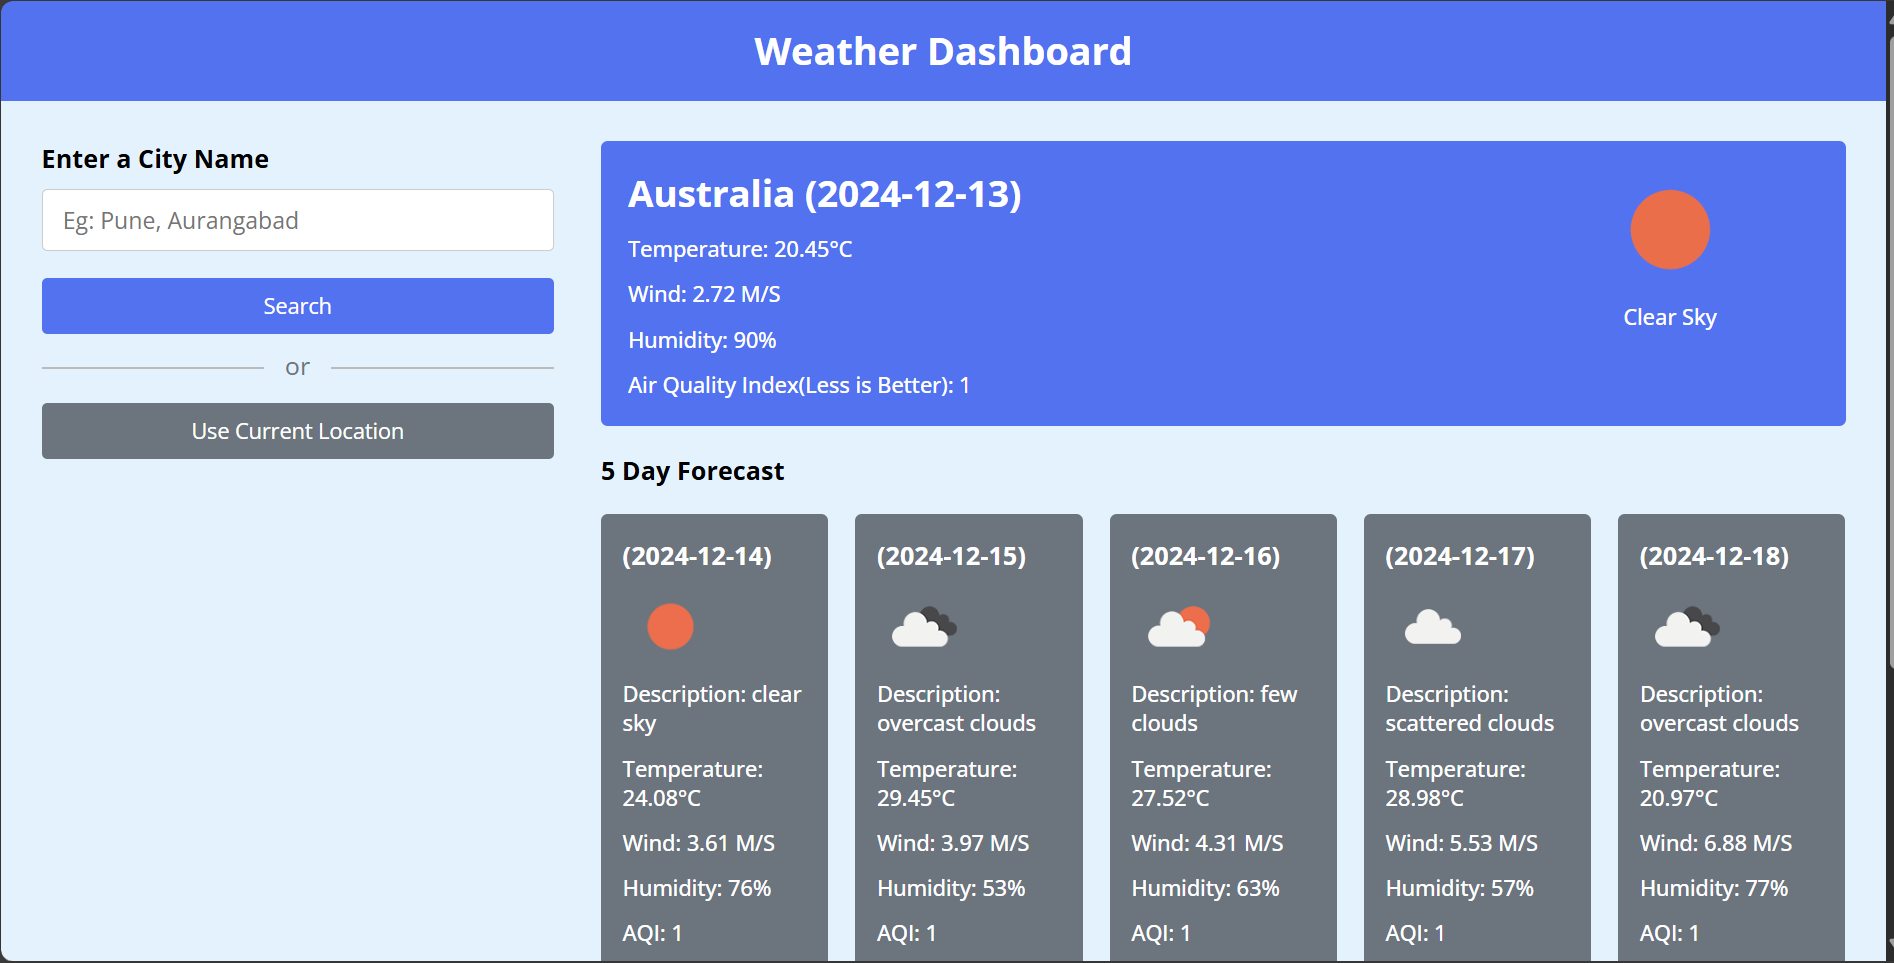 Weather Dashboard
Enter a City Name
Eg: Pune, Aurangabad
Search
or
Use Current Location
Australia (2024-12-13)
Temperature: 20.45°C
Wind: 2.72 M/S
Humidity: 90%
Air Quality Index(Less is Better): 1
Clear Sky
5 Day Forecast
(2024-12-14)
Description: clear
sky
Temperature:
24.08°C
Wind: 3.61 M/S
Humidity: 76%
AQI: 1
(2024-12-15)
Description:
overcast clouds
Temperature:
29.45°C
Wind: 3.97 M/S
Humidity: 53%
AQI: 1
(2024-12-16)
Description: few
clouds
Temperature:
27.52°C
Wind: 4.31 M/S
Humidity: 63%
AQI: 1
(2024-12-17)
Description:
scattered clouds
Temperature:
28.98°C
Wind: 5.53 M/S
Humidity: 57%
AQI: 1
(2024-12-18)
Description:
overcast clouds
Temperature:
20.97°C
Wind: 6.88 M/S
Humidity: 77%
AQI: 1